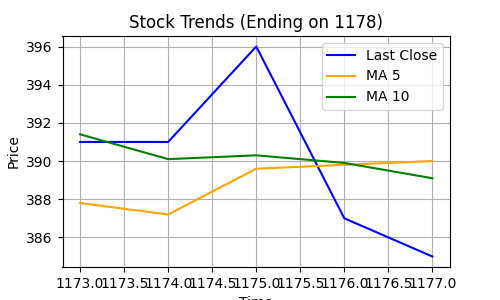 Stock Trends (Ending on 1178)
Last Close
MA 5
MA 10
Price
396
394
392
390
388
386
1173.0 1173.5 1174.0 1174.5 1175.0 1175.5 1176.0 1176.5 1177.0
Time